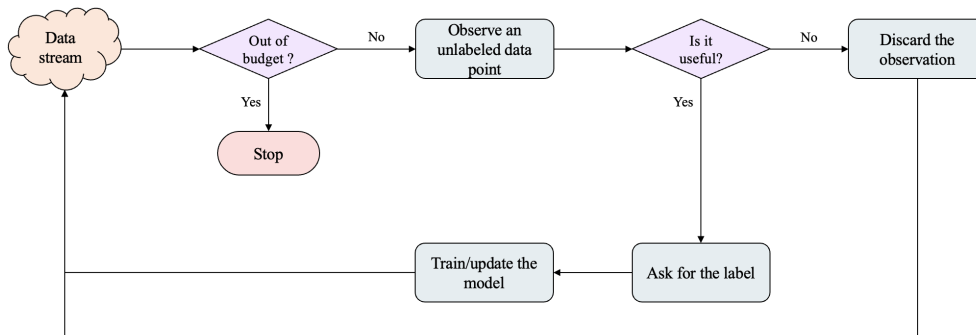 Data
stream
Out of
budget ?
No
Observe an
unlabeled data
point
Is it
useful?
No
Discard the
observation
Yes
Stop
Yes
Train/update the
model
Ask for the label